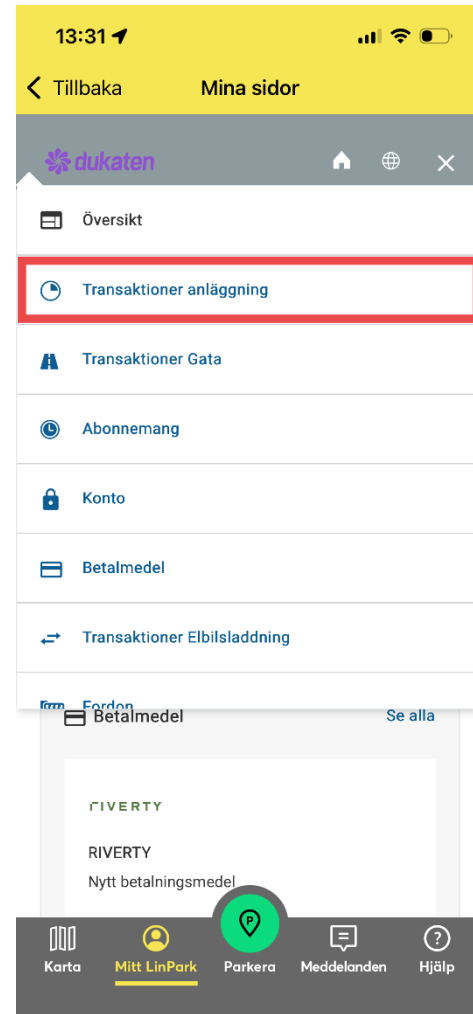 13:31
Tillbaka Mina sidor
dukaten
Översikt
Transaktioner anläggning
Transaktioner Gata
Abonnemang
Konto
Betalmedel
Transaktioner Elbilsladdning
Fordon
Betalmedel Se alla
RIVERTY
RIVERTY
Nytt betalningsmedel
P
Karta Mitt LinPark Parkera Meddelanden Hjälp